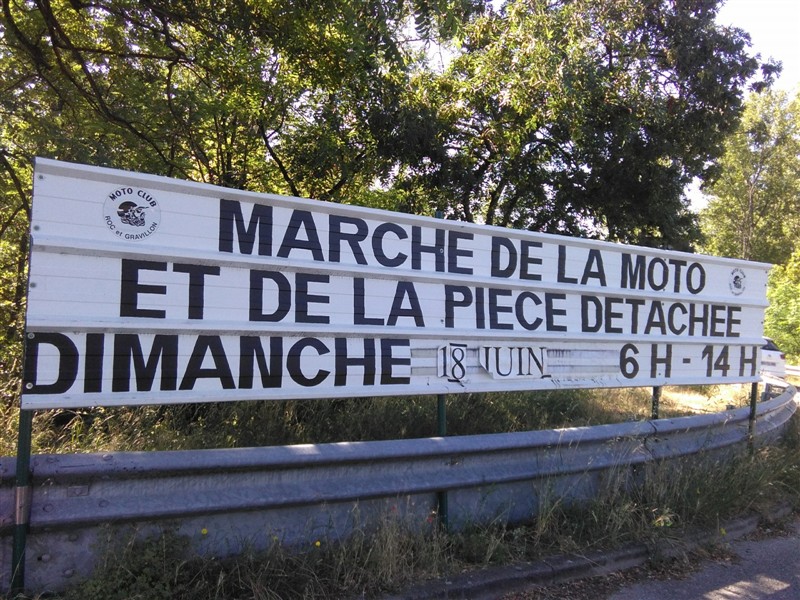 MOTO CLUB
ROC et GRAVILLON
MARCHE DE LA MOTO
ET DE LA PIECE DETACHEE
DIMANCHE 18 JUIN 6 H - 14 H